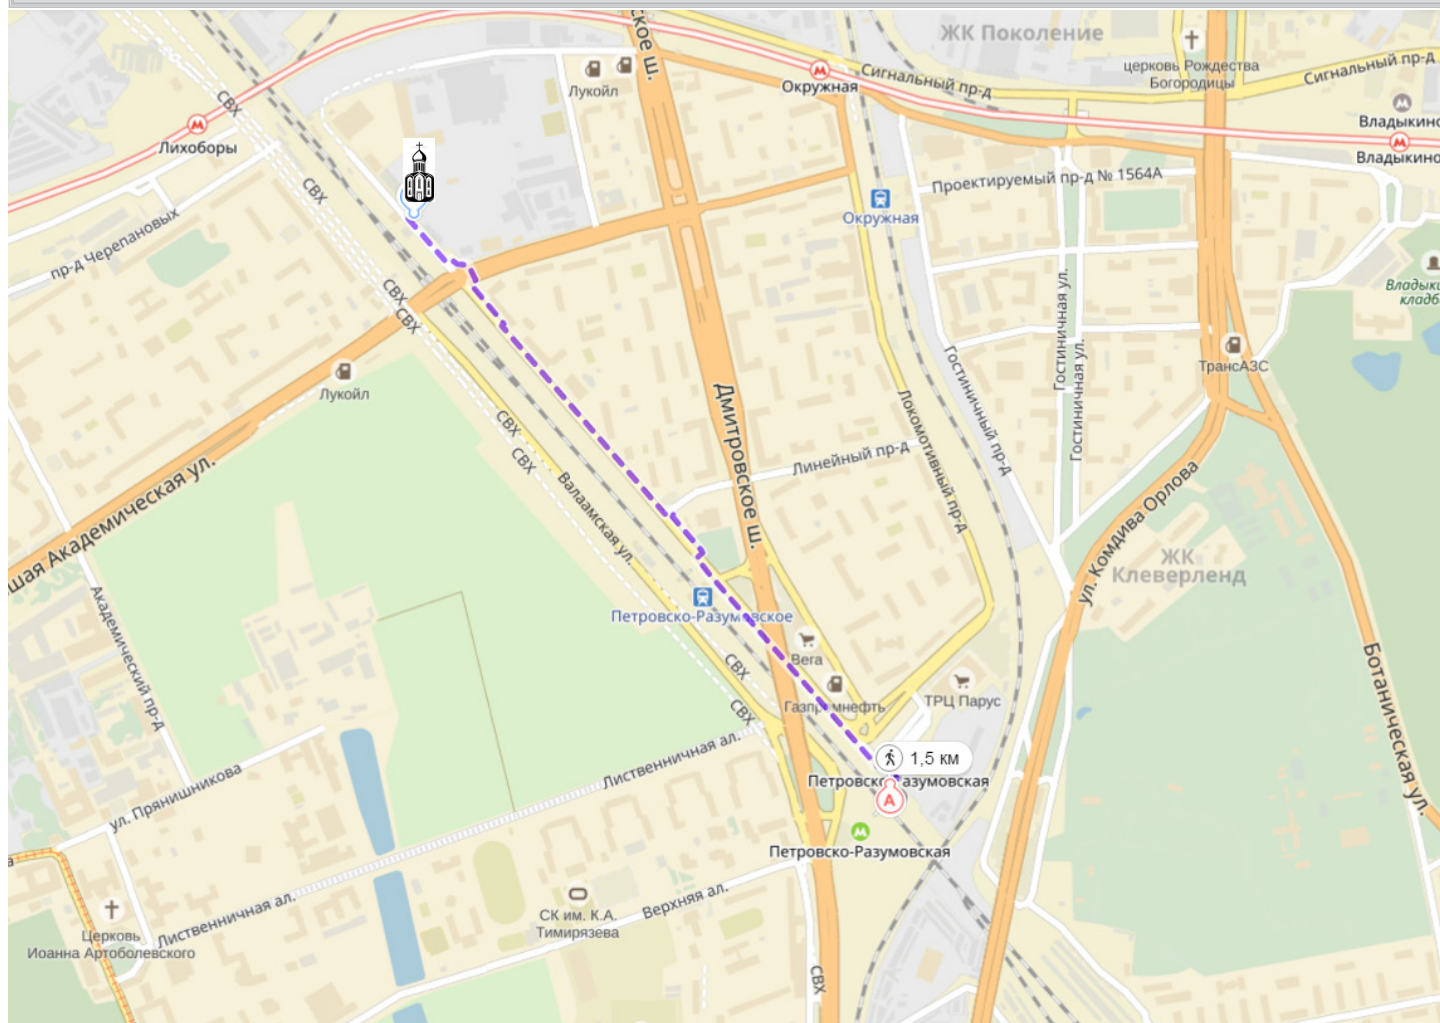 ское ш.
ЖК Поколение
церковь Рождества
Богородицы
Сигнальный пр-д
Сигнальный пр-д
Окружная
Лукойл
СВХ
Лихоборы
Владыкино
Владыкино
Проектируемый пр-д № 1564А
СВХ
Окружная
пр-д Черепановых
СВХ
СВХ
Гостиничная ул.
Гостиничная ул.
Гостиничный пр-д
ТрансАЗС
Лукойл
Дмитровское ш.
Локомотивный пр-д
СВХ
СВХ
Линейный пр-д
Валаамская ул.
шая Академическая ул.
ул. Комдива Орлова
ЖК
Клеверленд
Академический пр-д
Петровско-Разумовское
Вега
СВХ
СВХ
Газпромнефть
ТРЦ Парус
Ботаническая ул.
1,5 км
Петровско-Разумовская
А
М
Петровско-Разумовская
Лиственничная ал.
ул. Прянишникова
Верхняя ал.
СК им. К.А.
Тимирязева
Лиственничная ал.
Церковь
Иоанна Артоболевского
СВХ